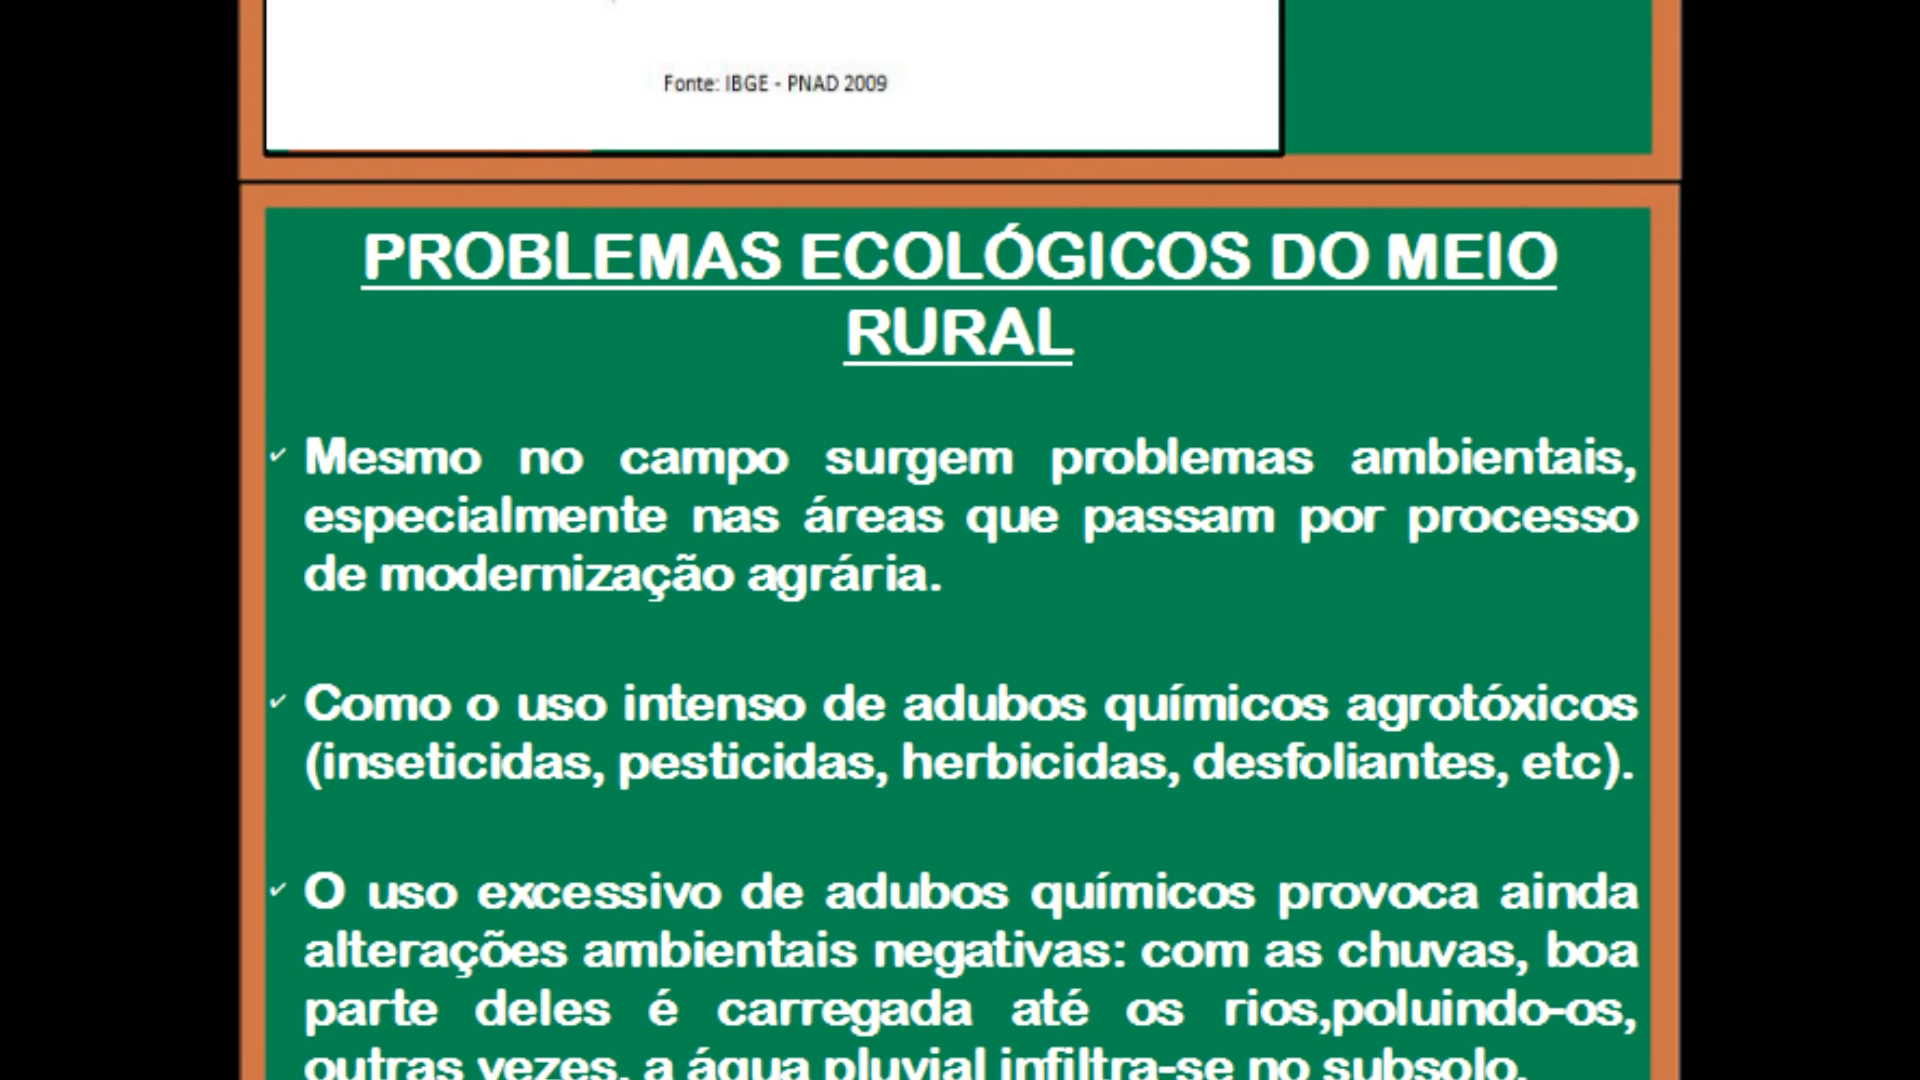 Fonte: IBGE - PNAD 2009
PROBLEMAS ECOLÓGICOS DO MEIO
RURAL
✓ Mesmo no campo surgem problemas ambientais,
especialmente nas áreas que passam por processo
de modernização agrária.
✓ Como o uso intenso de adubos químicos agrotóxicos
(inseticidas, pesticidas, herbicidas, desfoliantes, etc).
✓ O uso excessivo de adubos químicos provoca ainda
alterações ambientais negativas: com as chuvas, boa
parte deles é carregada até os rios,poluindo-os,
outras vezes, a água pluvial infiltra-se no subsolo.